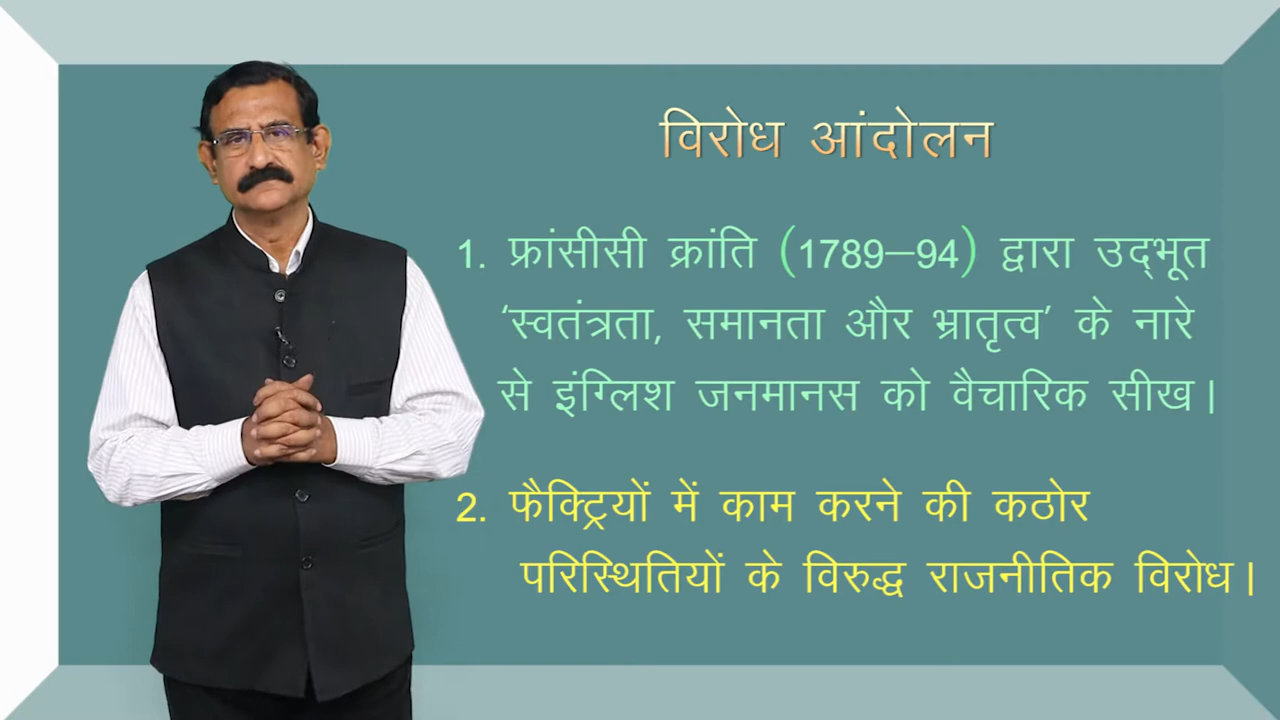 विरोध आंदोलन
1. फ्रांसीसी क्रांति (1789–94) द्वारा उद्भूत
‘स्वतंत्रता, समानता और भ्रातृत्व’ के नारे
से इंग्लिश जनमानस को वैचारिक सीख।
2. फैक्ट्रियों में काम करने की कठोर
परिस्थितियों के विरुद्ध राजनीतिक विरोध।